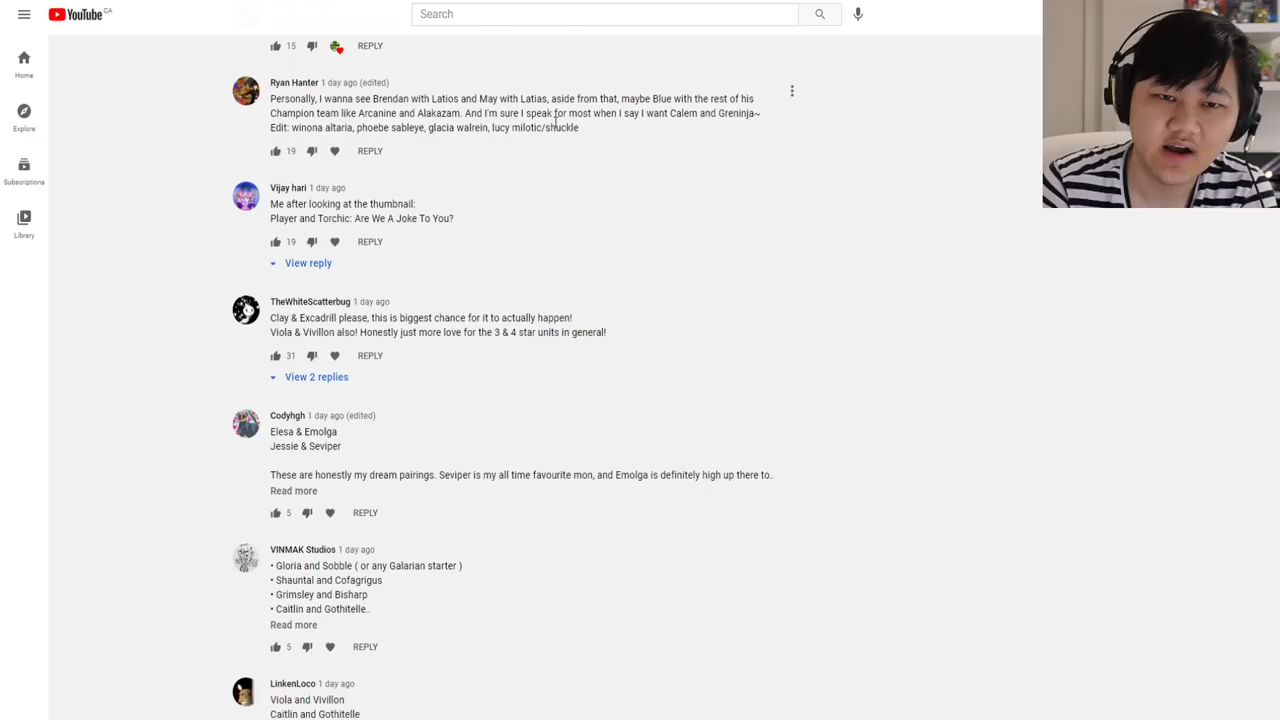 YouTube CA
Search
Home
Explore
Subscriptions
Library
15 REPLY
Ryan Hanter 1 day ago (edited)
Personally, I wanna see Brendan with Latios and May with Latias, aside from that, maybe Blue with the rest of his
Champion team like Arcanine and Alakazam. And I'm sure I speak for most when I say I want Calem and Greninja~
Edit: winona altaria, phoebe sableye, glacia walrein, lucy milotic/shuckle
19 REPLY
Vijay hari 1 day ago
Me after looking at the thumbnail:
Player and Torchic: Are We A Joke To You?
19 REPLY
View reply
TheWhiteScatterbug 1 day ago
Clay & Excadrill please, this is biggest chance for it to actually happen!
Viola & Vivillon also! Honestly just more love for the 3 & 4 star units in general!
31 REPLY
View 2 replies
Codyhgh 1 day ago (edited)
Elesa & Emolga
Jessie & Seviper
These are honestly my dream pairings. Seviper is my all time favourite mon, and Emolga is definitely high up there to..
Read more
5 REPLY
VINMAK Studios 1 day ago
• Gloria and Sobble ( or any Galarian starter )
• Shauntal and Cofagrigus
• Grimsley and Bisharp
• Caitlin and Gothitelle..
Read more
5 REPLY
LinkenLoco 1 day ago
Viola and Vivillon
Caitlin and Gothitelle